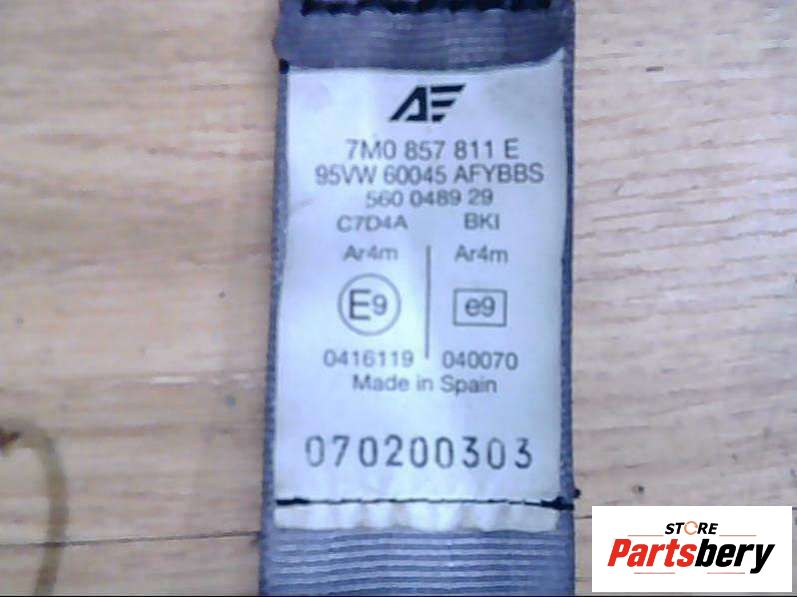 AE
7M0 857 811 E
95VW 60045 AFYBBS
560 0489 29
C7D4A BKI
Ar4m Ar4m
E9 e9
0416119 040070
Made in Spain
070200303
STORE
Partsbery